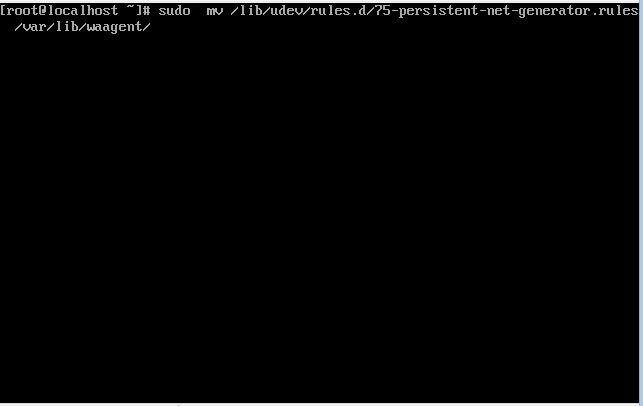 [root@localhost ~]# sudo  mv /lib/udev/rules.d/75-persistent-net-generator.rules
 /var/lib/waagent/